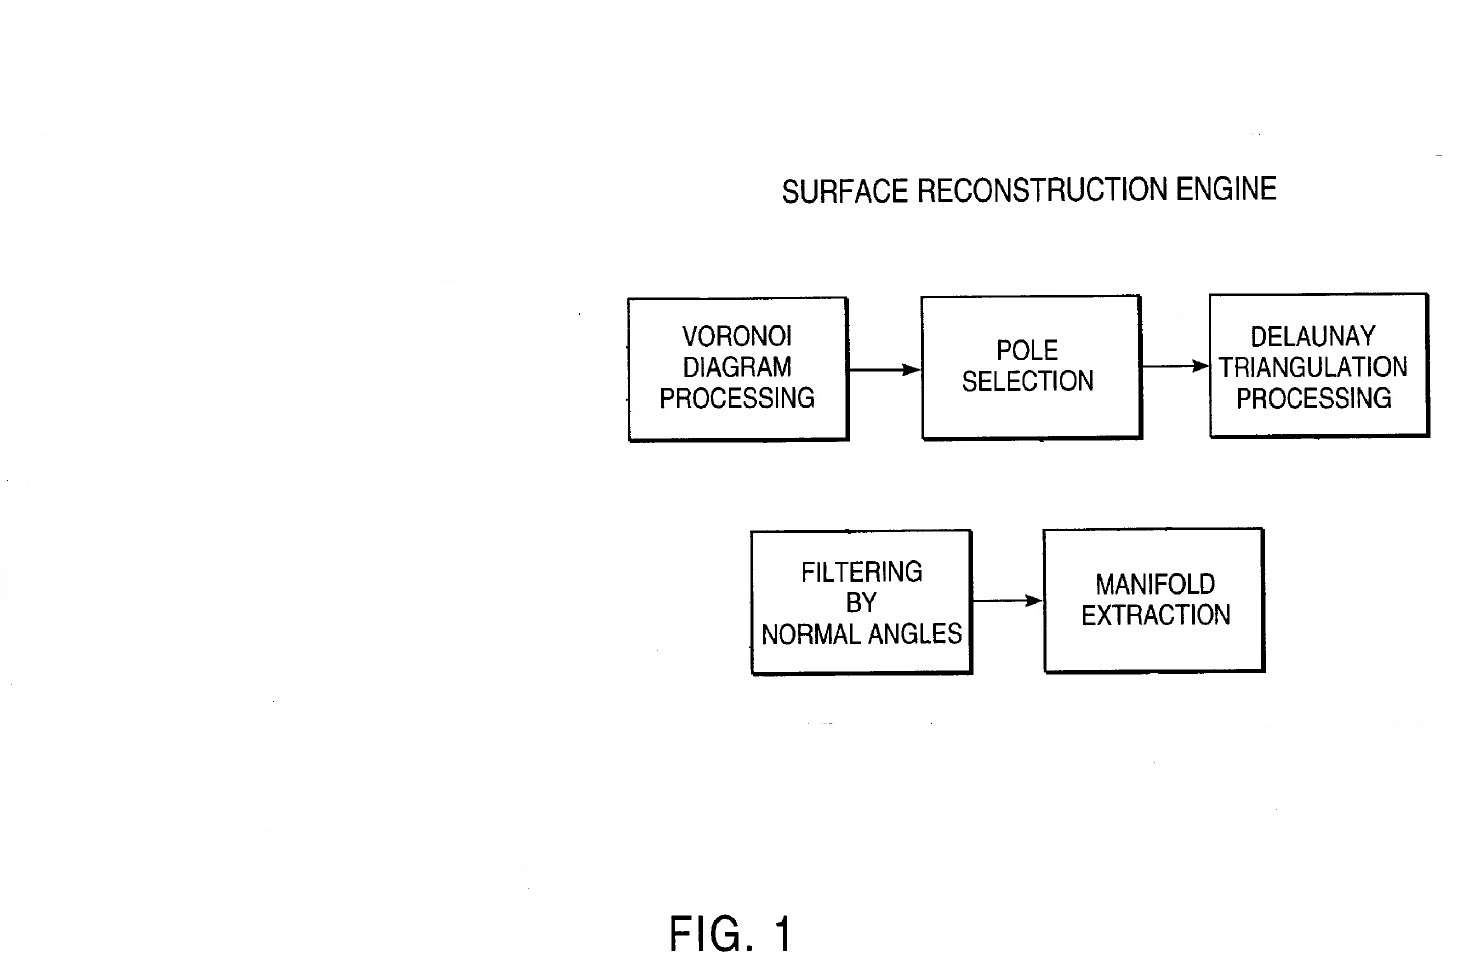 SURFACE RECONSTRUCTION ENGINE
VORONOI
DIAGRAM
PROCESSING
POLE
SELECTION
DELAUNAY
TRIANGULATION
PROCESSING
FILTERING
BY
NORMAL ANGLES
MANIFOLD
EXTRACTION
FIG. 1